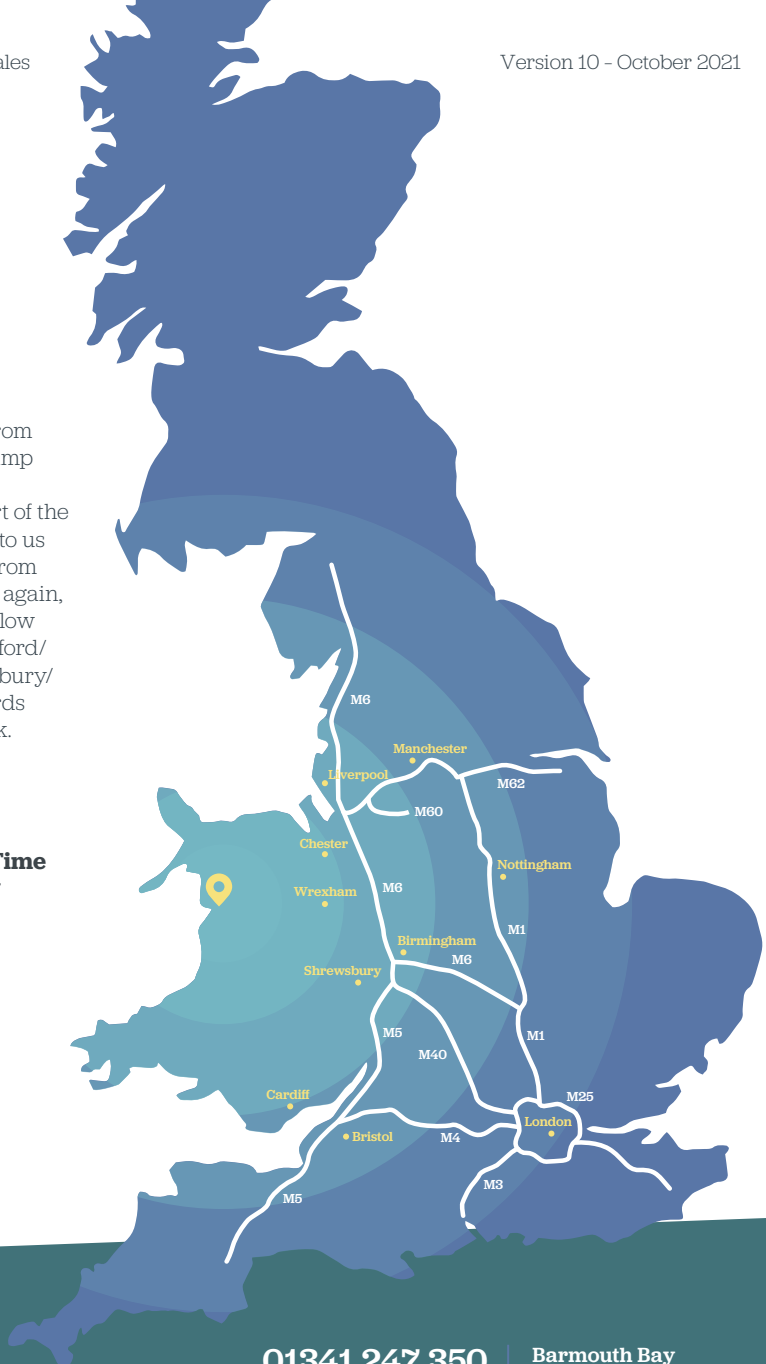 ales
Version 10 - October 2021
rom
mp
t of the
to us
rom
again,
low
ford/
bury/
rds
k.
Time
M6
Manchester
Liverpool
M62
M60
Chester
Nottingham
M6
Wrexham
M1
Birmingham
M6
Shrewsbury
M5
M1
M40
Cardiff
M25
London
Bristol
M4
M3
M5
01341 247 350
Barmouth Bay